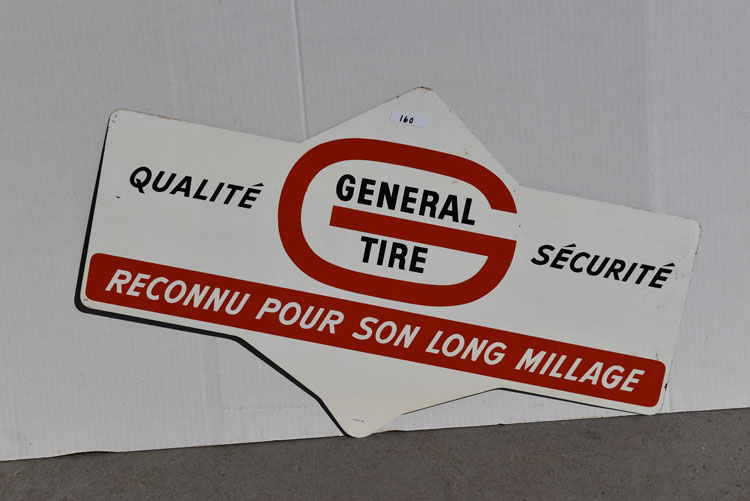 160
QUALITÉ
GENERAL
TIRE
SÉCURITÉ
RECONNU POUR SON LONG MILLAGE